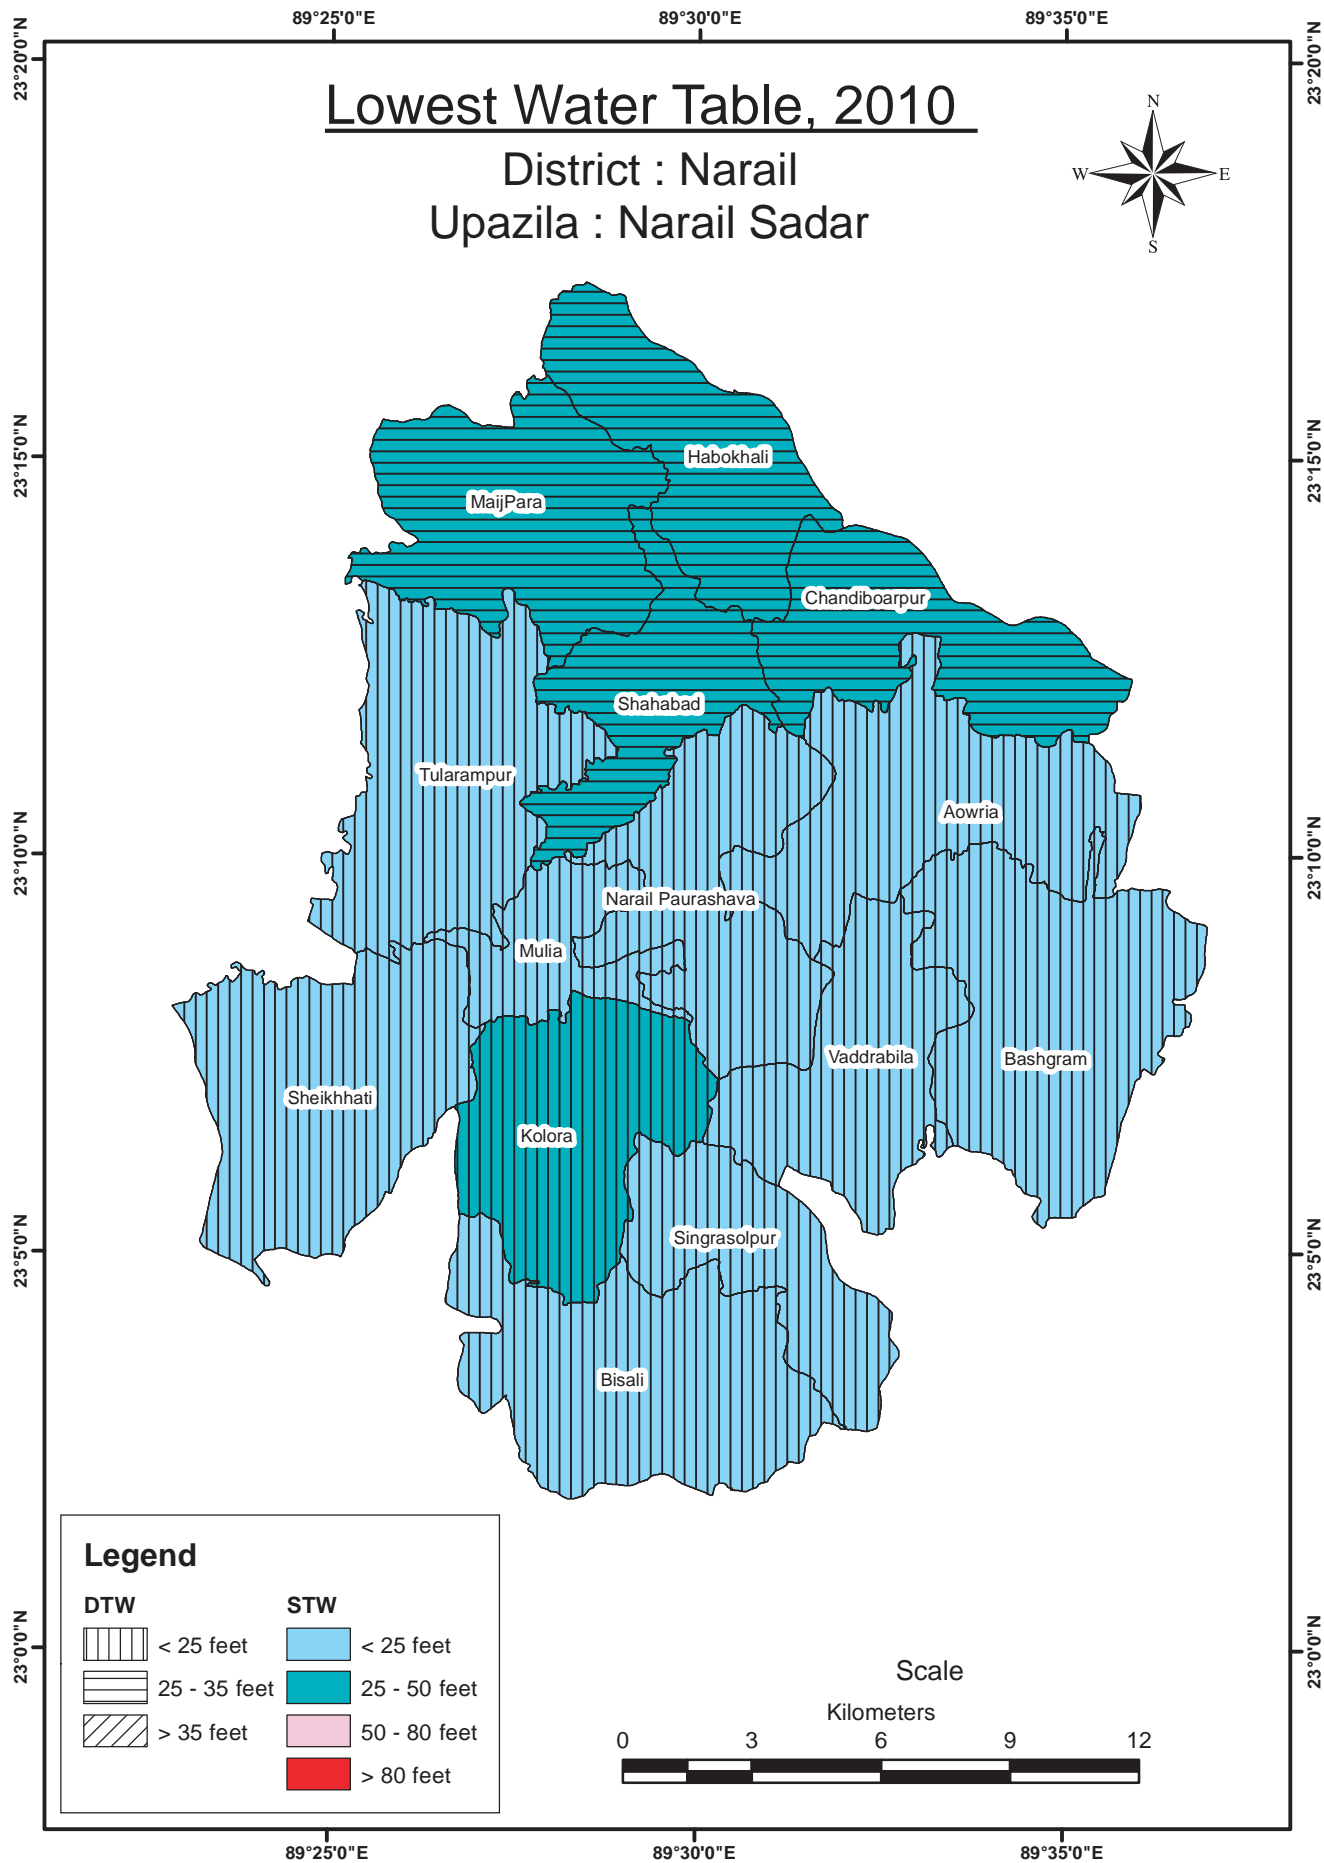 89°25'0"E 89°30'0"E 89°35'0"E
23°20'0"N 23°20'0"N
Lowest Water Table, 2010
District : Narail
Upazila : Narail Sadar
N
W E
S
23°15'0"N 23°15'0"N
Habokhali
MaijPara
Chandiboarpur
Shahabad
Tularampur
Aowria
23°10'0"N 23°10'0"N
Narail Paurashava
Mulia
Vaddrabila
Bashgram
Sheikhhati
Kolora
Singrasolpur
23°5'0"N 23°5'0"N
Bisali
Legend
DTW STW
< 25 feet < 25 feet
25 - 35 feet 25 - 50 feet
> 35 feet 50 - 80 feet
> 80 feet
23°0'0"N 23°0'0"N
Scale
Kilometers
0 3 6 9 12
89°25'0"E 89°30'0"E 89°35'0"E